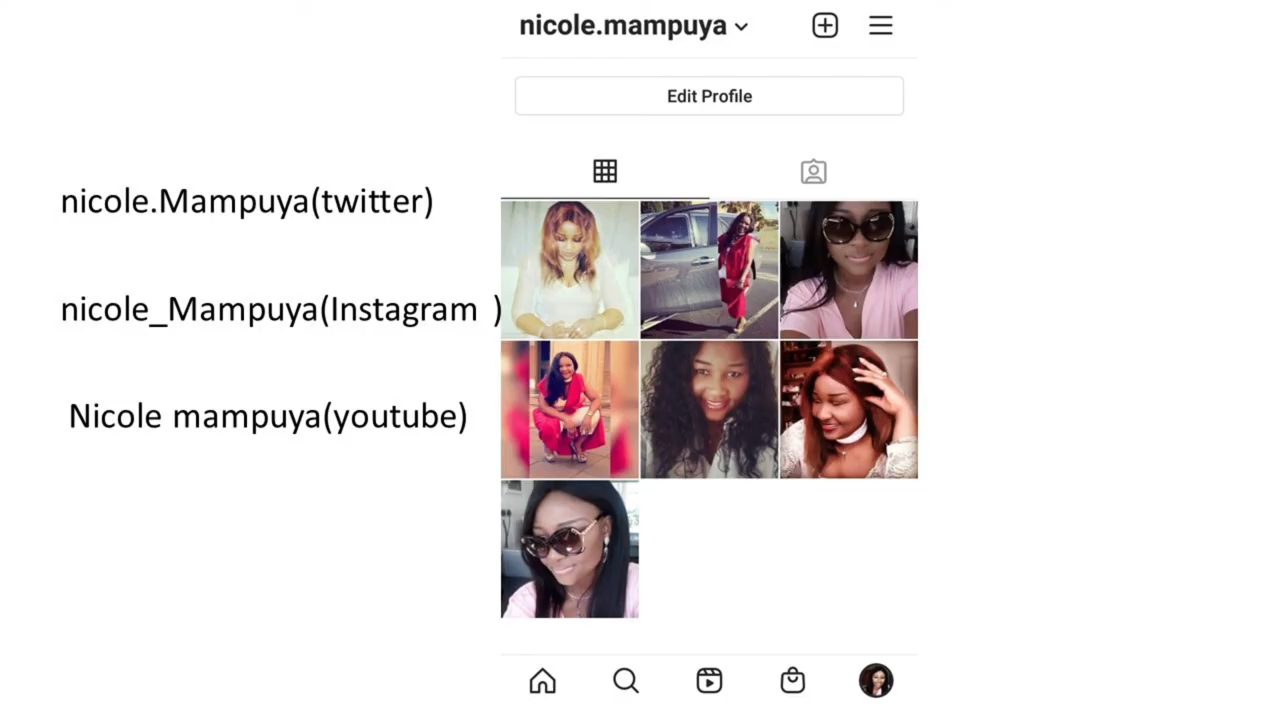 nicole.mampuya
Edit Profile
nicole.Mampuya(twitter)
nicole_Mampuya(Instagram )
Nicole mampuya(youtube)